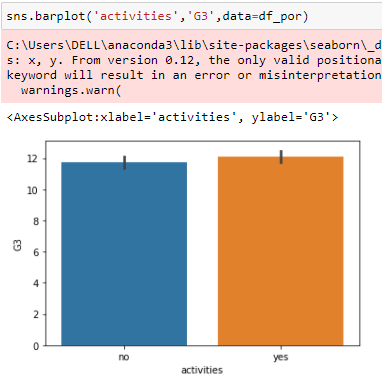 sns.barplot('activities','G3',data=df_por)
C:\Users\DELL\anaconda3\lib\site-packages\seaborn\_d
s: x, y. From version 0.12, the only valid positiona
keyword will result in an error or misinterpretation
warnings.warn(
<AxesSubplot:xlabel='activities', ylabel='G3'>
12
10
8
6
4
2
0
G3
no yes
activities